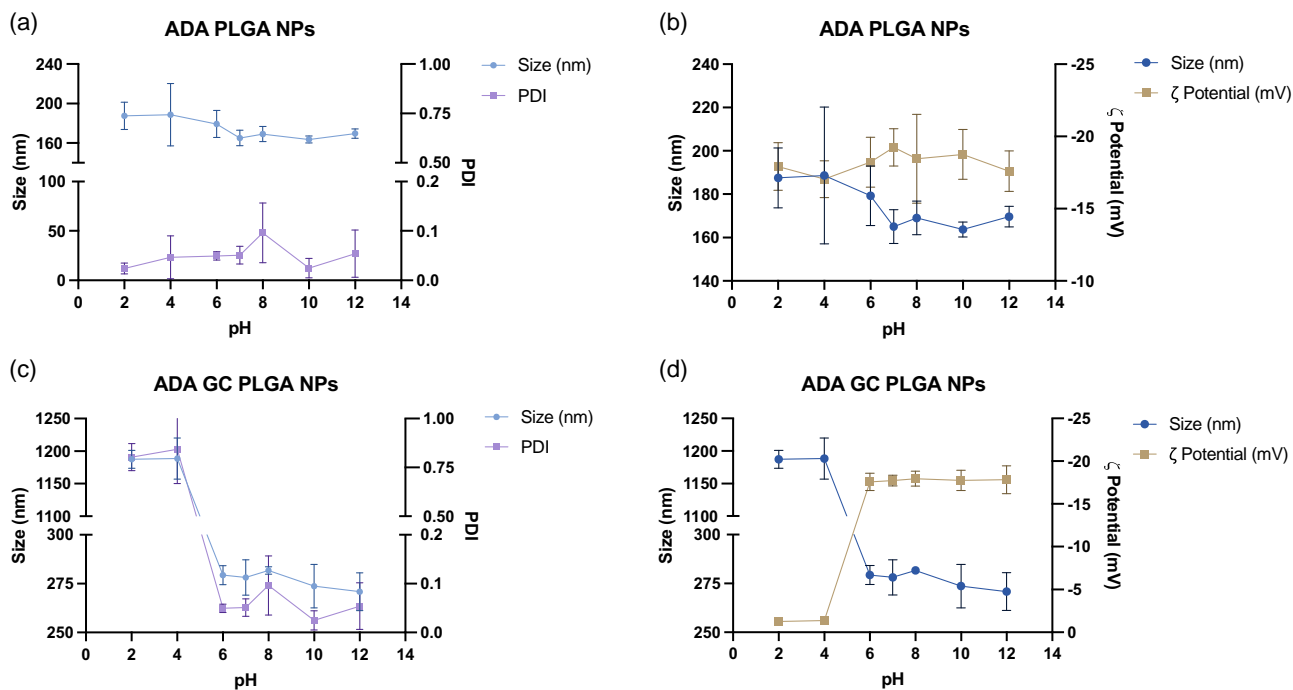 (a)
ADA PLGA NPs
Size (nm)
PDI
240
200
160
100
50
0
1.00
0.75
0.50
0.2
0.1
0.0
Size (nm)
PDI
0 2 4 6 8 10 12 14
pH
(b)
ADA PLGA NPs
Size (nm)
ζ Potential (mV)
240
220
200
180
160
140
-25
-20
-15
-10
Size (nm)
ζ Potential (mV)
0 2 4 6 8 10 12 14
pH
(c)
ADA GC PLGA NPs
Size (nm)
PDI
1250
1200
1150
1100
300
275
250
1.00
0.75
0.50
0.2
0.1
0.0
Size (nm)
PDI
0 2 4 6 8 10 12 14
pH
(d)
ADA GC PLGA NPs
Size (nm)
ζ Potential (mV)
1250
1200
1150
1100
300
275
250
-25
-20
-15
-10
-5
0
Size (nm)
ζ Potential (mV)
0 2 4 6 8 10 12 14
pH